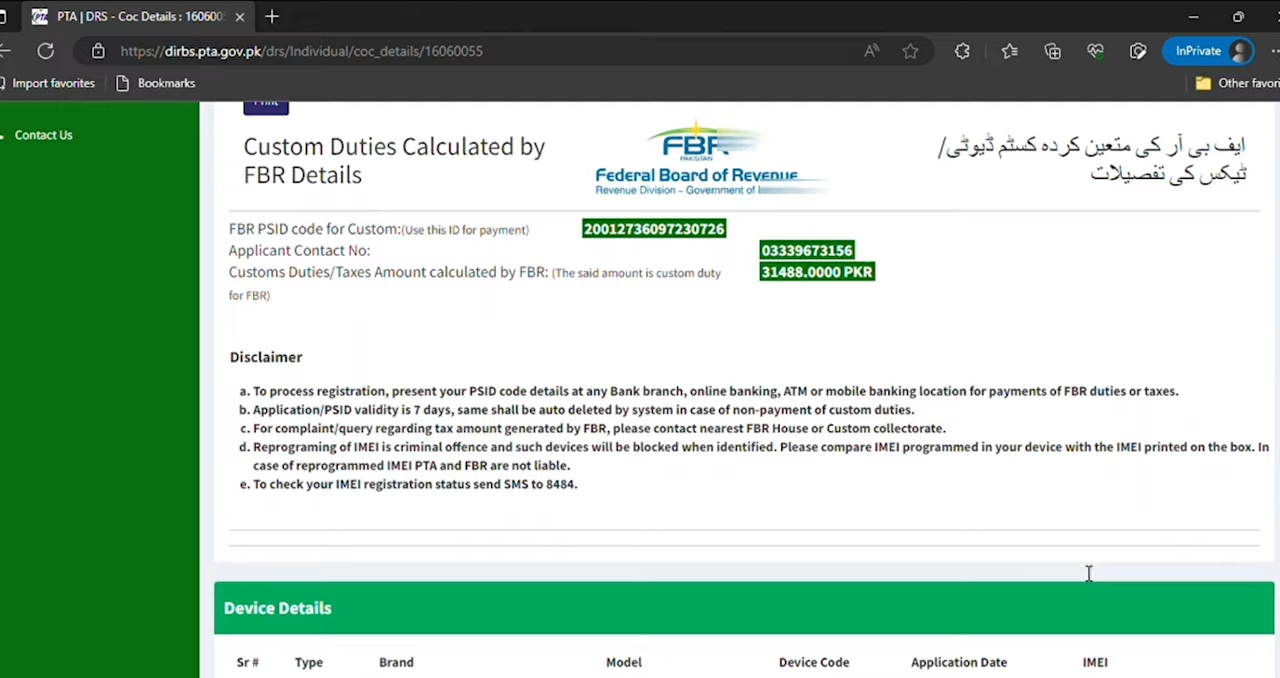 PTA | DRS - Coc Details : 160600
https://dirbs.pta.gov.pk/drs/Individual/coc_details/16060055
InPrivate
Import favorites
Bookmarks
Other favori
Contact Us
Print
Custom Duties Calculated by
FBR Details
FBR
PAKISTAN
Federal Board of Revenue
Revenue Division - Government of
ایف بی آر کی متعین کردہ کسٹم ڈیوٹی/
ٹیکس کی تفصیلات
FBR PSID code for Custom:(Use this ID for payment) 20012736097230726
Applicant Contact No: 03339673156
Customs Duties/Taxes Amount calculated by FBR: (The said amount is custom duty 31488.0000 PKR
for FBR)
Disclaimer
a. To process registration, present your PSID code details at any Bank branch, online banking, ATM or mobile banking location for payments of FBR duties or taxes.
b. Application/PSID validity is 7 days, same shall be auto deleted by system in case of non-payment of custom duties.
c. For complaint/query regarding tax amount generated by FBR, please contact nearest FBR House or Custom collectorate.
d. Reprograming of IMEI is criminal offence and such devices will be blocked when identified. Please compare IMEI programmed in your device with the IMEI printed on the box. In
case of reprogrammed IMEI PTA and FBR are not liable.
e. To check your IMEI registration status send SMS to 8484.
Device Details
Sr # Type Brand Model Device Code Application Date IMEI